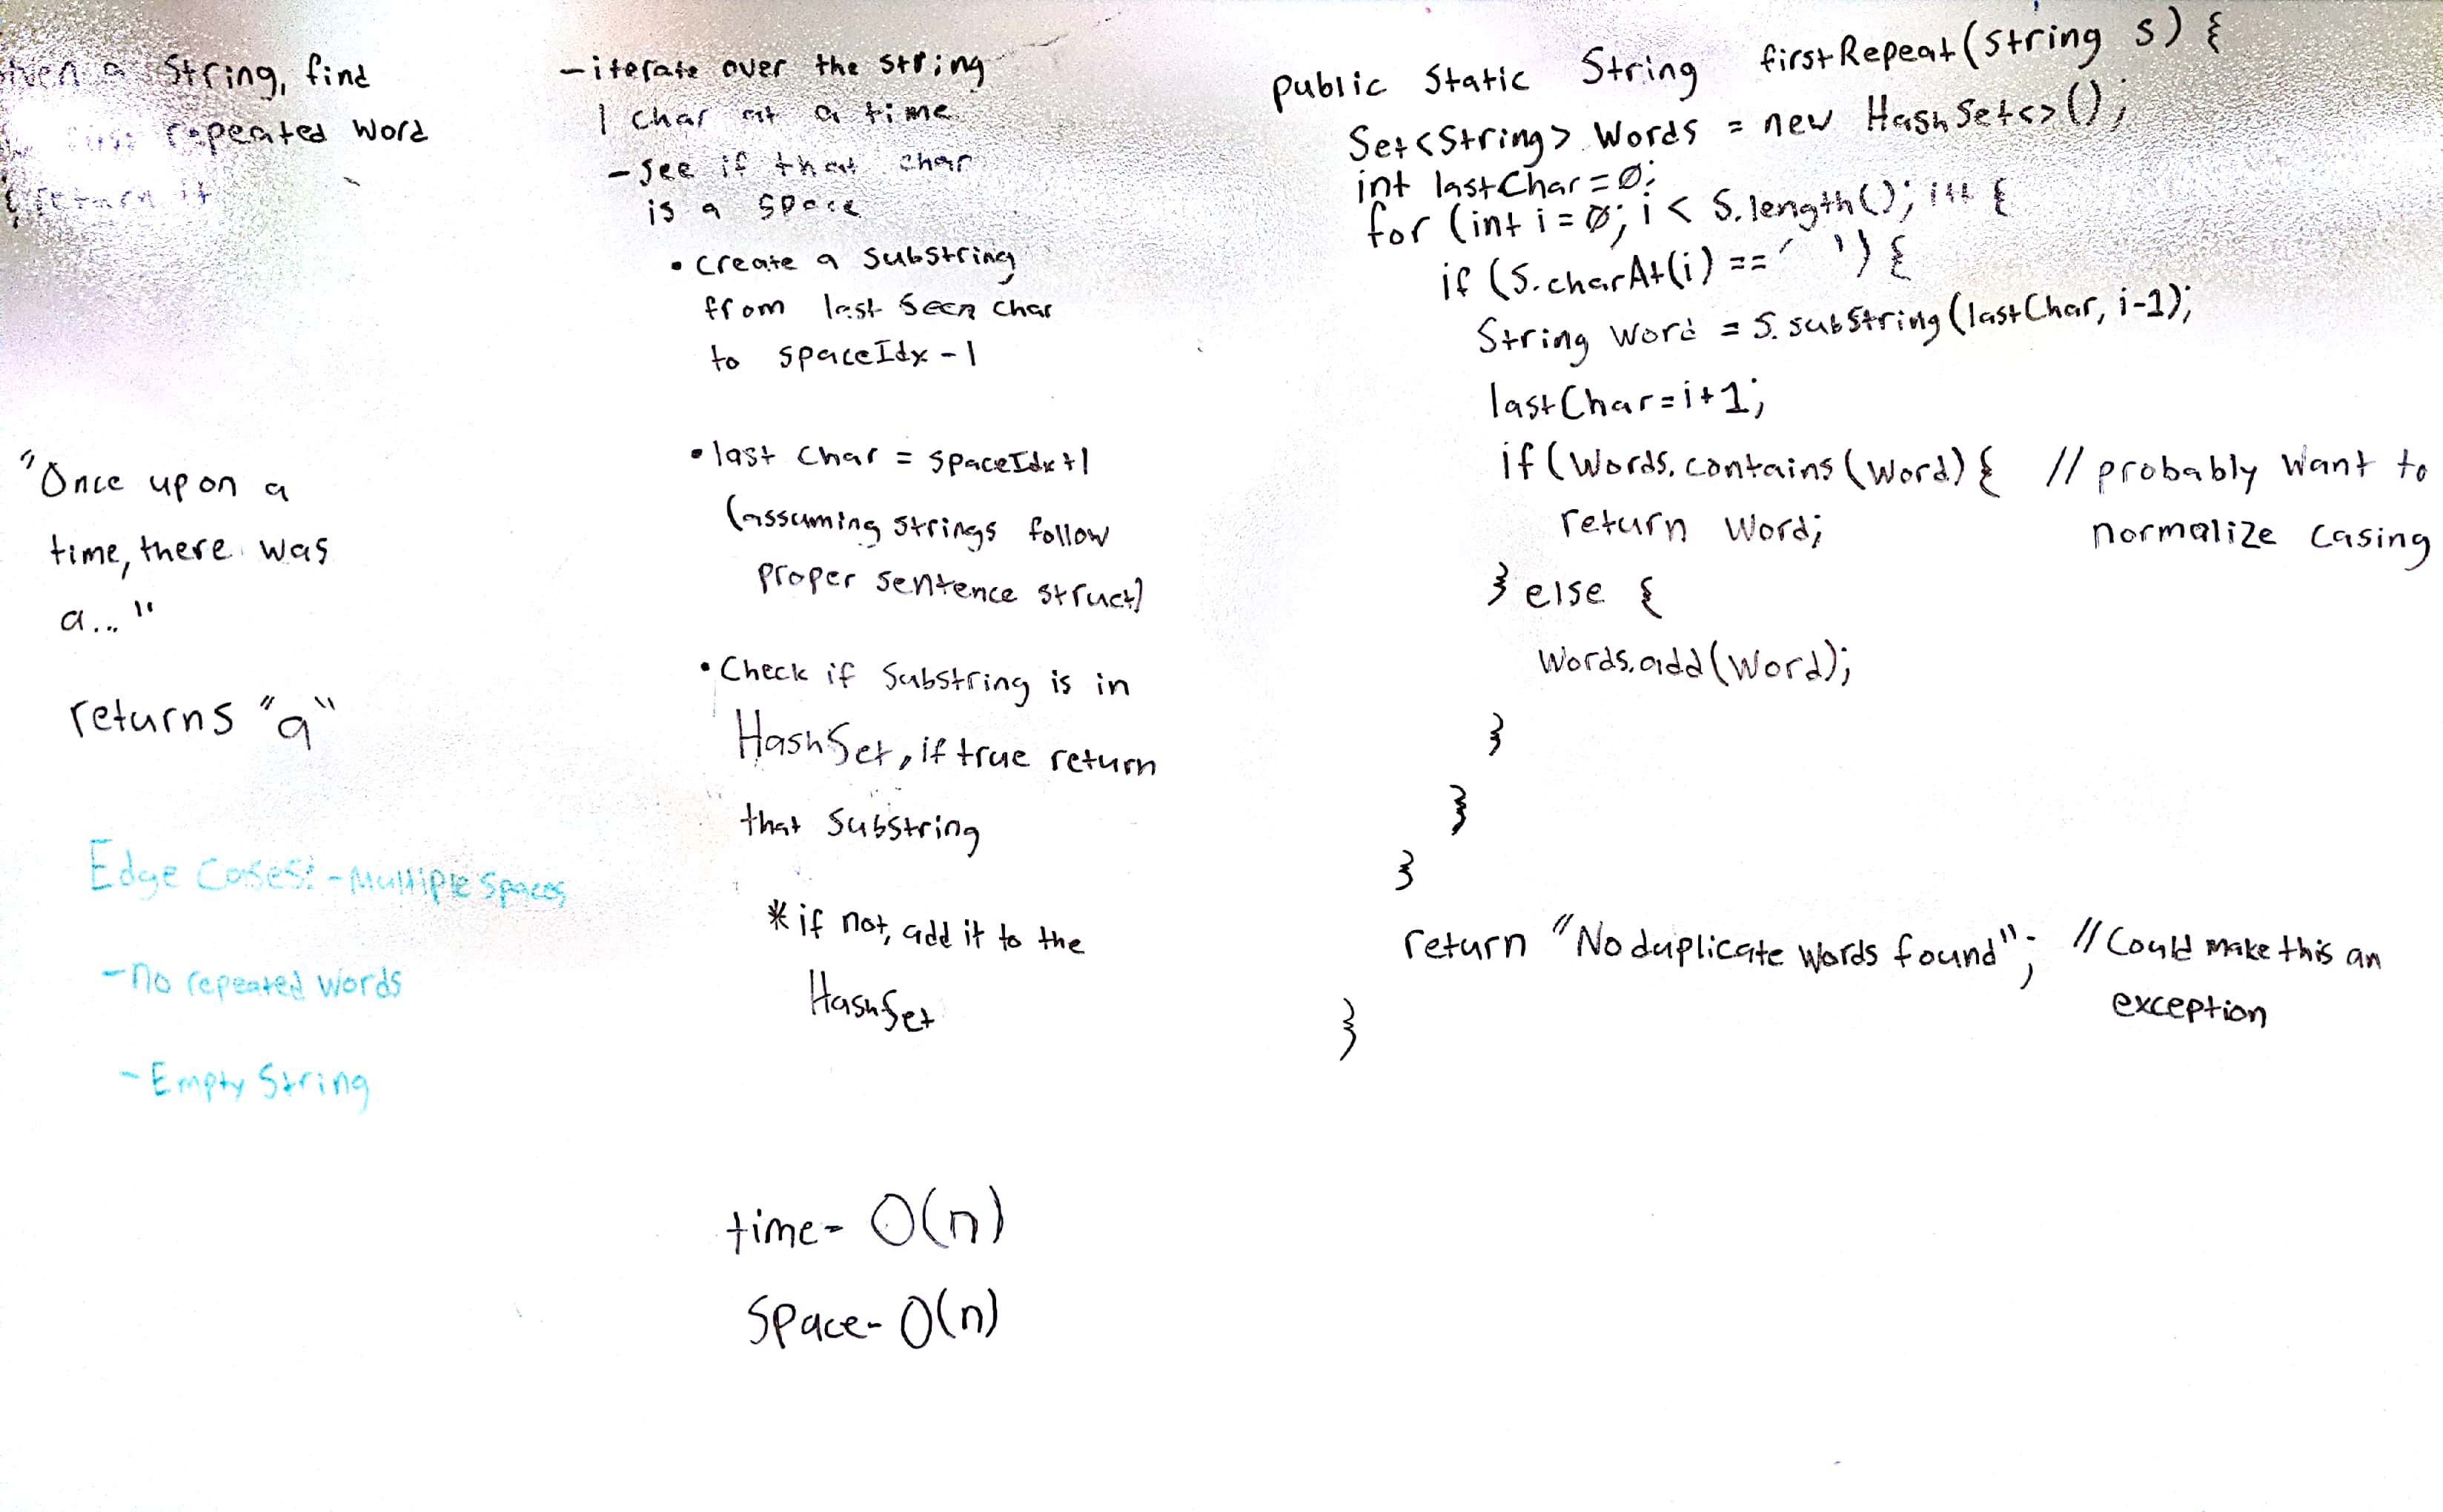 a String, find
repeated word
& return it
"Once upon a
time, there was
a..."
returns "a"
Edge Cases: - Multiple Spaces
- no repeated words
- Empty String
- iterate over the string
1 char at a time
- see if that char
is a space
• create a substring
from last seen char
to spaceIdx - 1
• last char = spaceIdx + 1
(assuming strings follow
proper sentence struct)
• Check if substring is in
HashSet, if true return
that substring
* if not, add it to the
HashSet
time - O(n)
Space - O(n)
public static String firstRepeat(string s) {
Set<String> words = new HashSet<>();
int lastChar = 0;
for (int i = 0; i < s.length(); i++ {
if (s.charAt(i) == ' ') {
String word = s.substring(lastChar, i-1);
lastChar = i+1;
if (words.contains(word) { // probably want to
return word; normalize casing
} else {
words.add(word);
}
}
}
return "No duplicate words found"; // Could make this an
exception
}